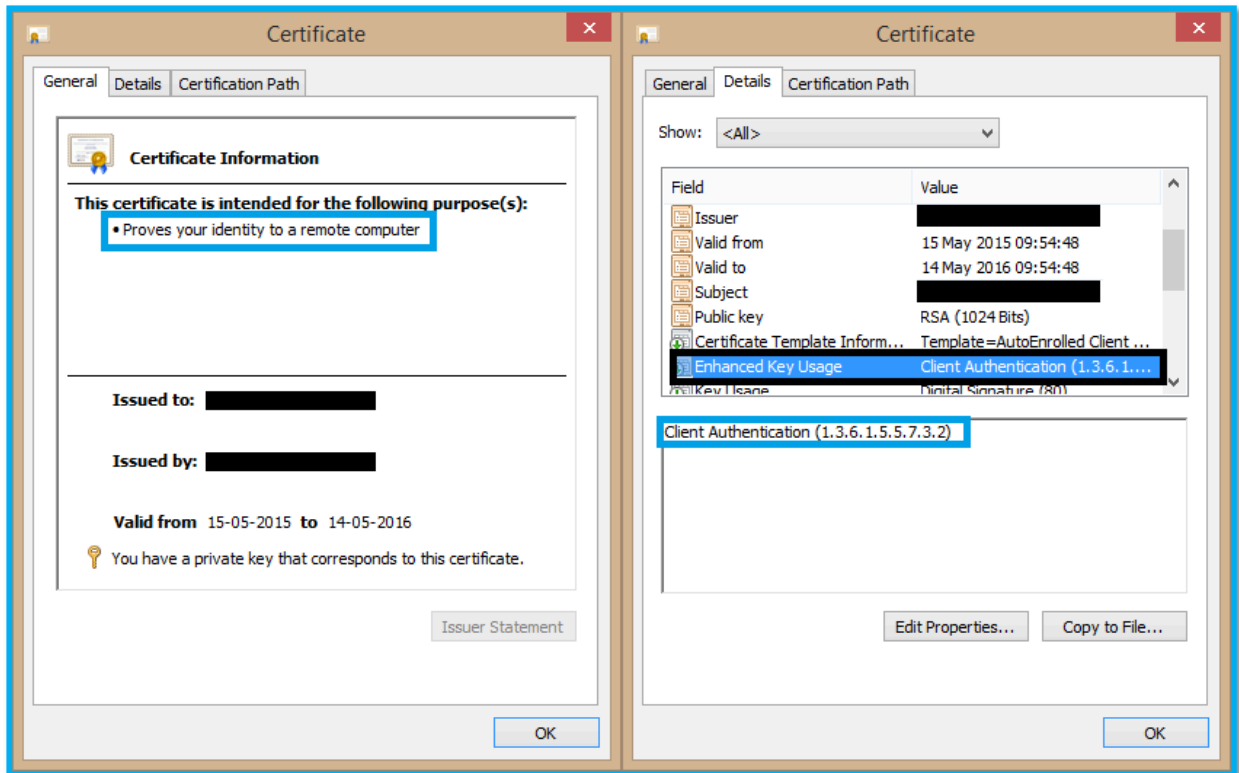 Certificate
General Details Certification Path
Certificate Information
This certificate is intended for the following purpose(s):
• Proves your identity to a remote computer
Issued to:
Issued by:
Valid from 15-05-2015 to 14-05-2016
You have a private key that corresponds to this certificate.
Issuer Statement
OK
Certificate
General Details Certification Path
Show: <All>
Field Value
Issuer
Valid from 15 May 2015 09:54:48
Valid to 14 May 2016 09:54:48
Subject
Public key RSA (1024 Bits)
Certificate Template Inform... Template=AutoEnrolled Client ...
Enhanced Key Usage Client Authentication (1.3.6.1....
Key Usage Digital Signature (80)
Client Authentication (1.3.6.1.5.5.7.3.2)
Edit Properties... Copy to File...
OK